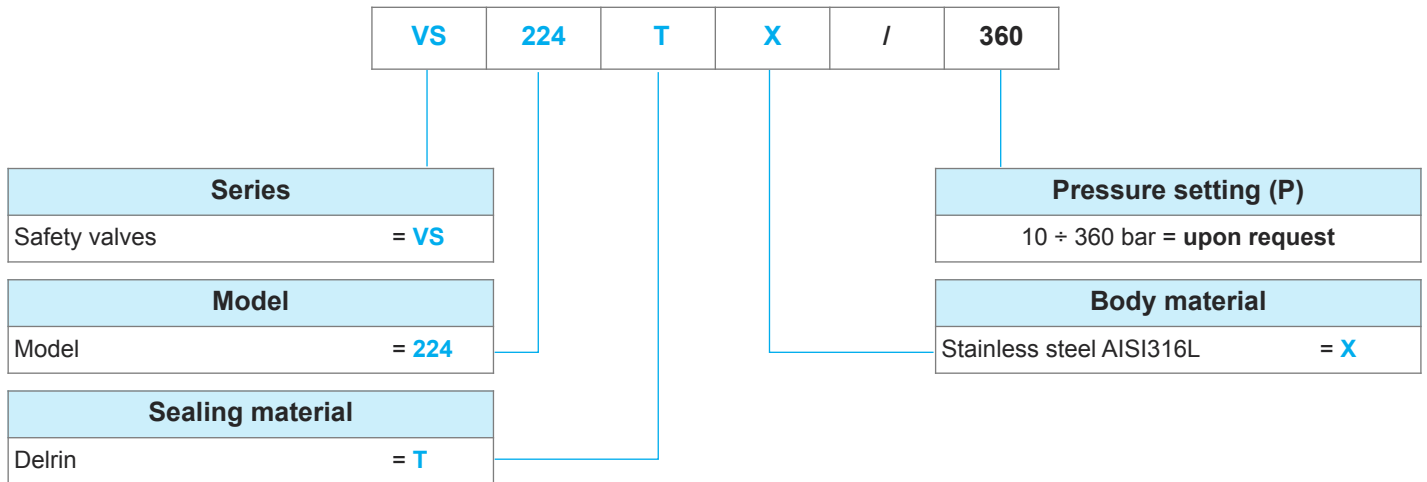 VS 224 T X / 360
Series
Safety valves = VS
Model
Model = 224
Sealing material
Delrin = T
Pressure setting (P)
10 ÷ 360 bar = upon request
Body material
Stainless steel AISI316L = X